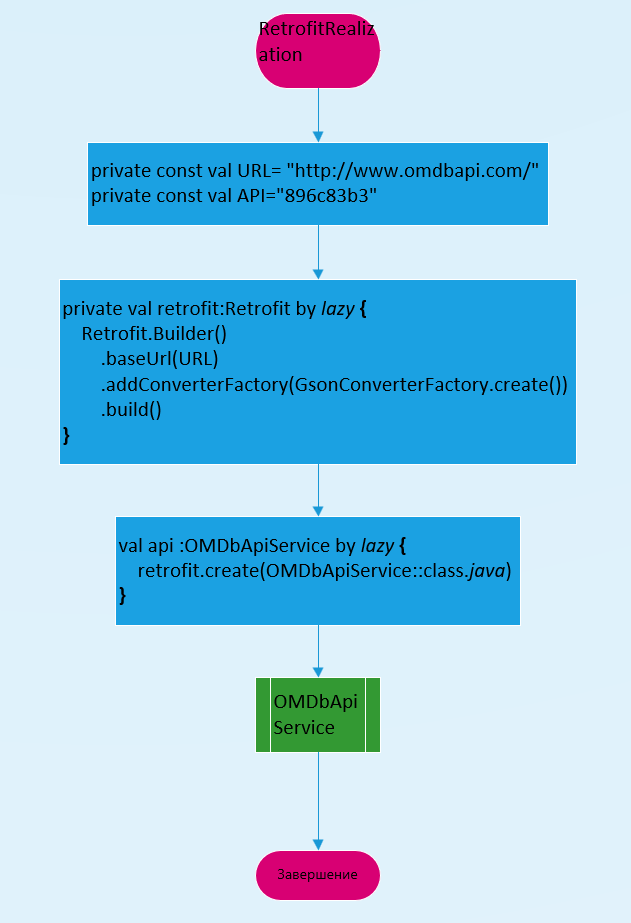 RetrofitRealiz
ation
private const val URL= "http://www.omdbapi.com/"
private const val API="896c83b3"
private val retrofit:Retrofit by lazy {
    Retrofit.Builder()
        .baseUrl(URL)
        .addConverterFactory(GsonConverterFactory.create())
        .build()
}
val api :OMDbApiService by lazy {
    retrofit.create(OMDbApiService::class.java)
}
OMDbApi
Service
Завершение